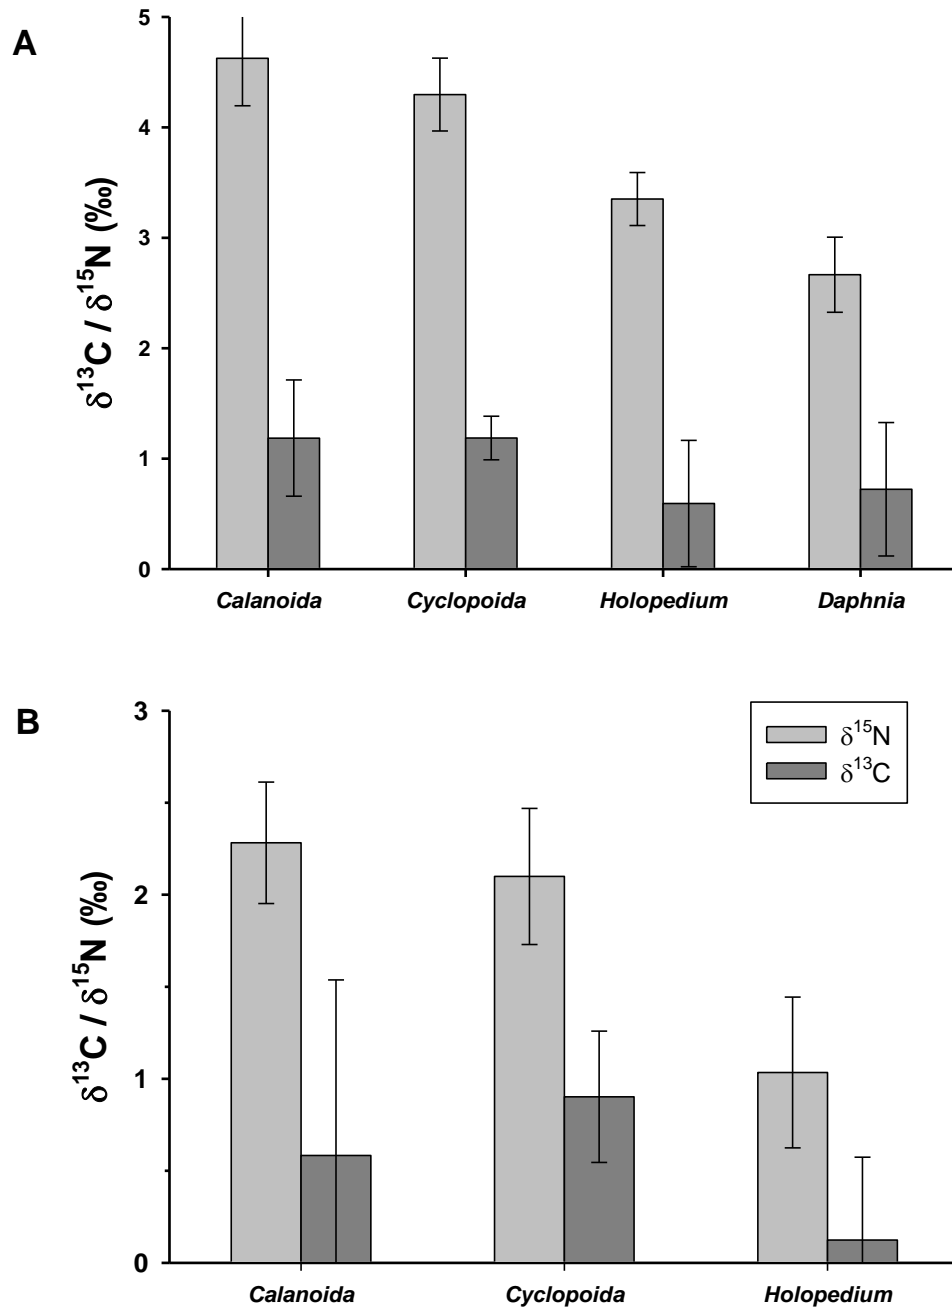 A
5
4
3
2
1
0
δ¹³C / δ¹⁵N (‰)
Calanoida Cyclopoida Holopedium Daphnia
B
3
2
1
0
δ¹³C / δ¹⁵N (‰)
δ¹⁵N
δ¹³C
Calanoida Cyclopoida Holopedium